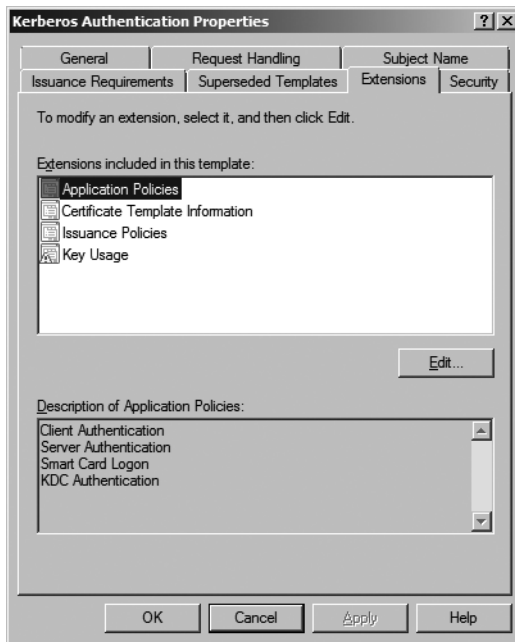 Kerberos Authentication Properties
General Request Handling Subject Name
Issuance Requirements Superseded Templates Extensions Security
To modify an extension, select it, and then click Edit.
Extensions included in this template:
Application Policies
Certificate Template Information
Issuance Policies
Key Usage
Edit...
Description of Application Policies:
Client Authentication
Server Authentication
Smart Card Logon
KDC Authentication
OK Cancel Apply Help